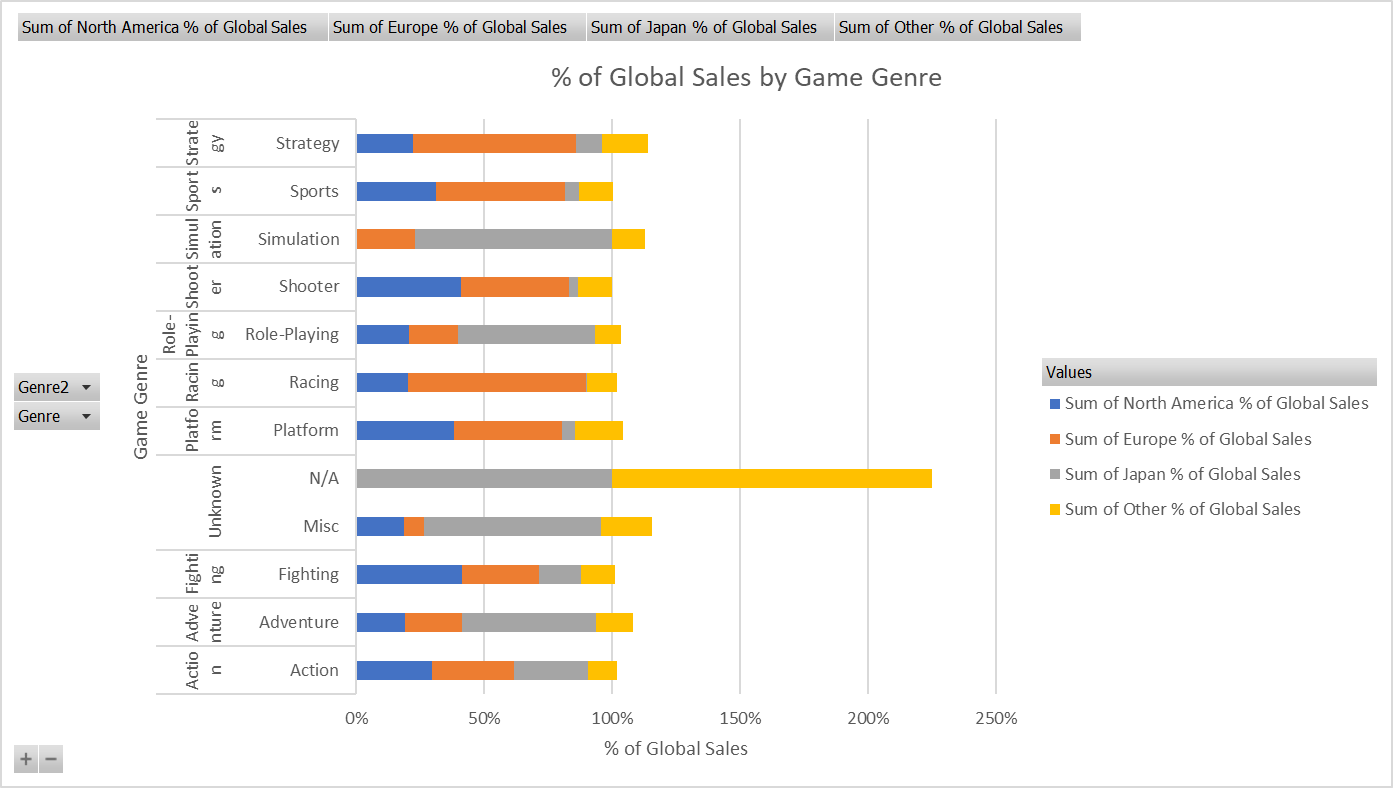 Sum of North America % of Global Sales Sum of Europe % of Global Sales Sum of Japan % of Global Sales Sum of Other % of Global Sales
% of Global Sales by Game Genre
Game Genre
Strate
gy
Strategy
Sport
s
Sports
Simul
ation
Simulation
Shoot
er
Shooter
Role-
Playin
g
Role-Playing
Racin
g
Racing
Platfo
rm
Platform
Unknown
N/A
Misc
Fighti
ng
Fighting
Adve
nture
Adventure
Actio
n
Action
Genre2
Genre
0% 50% 100% 150% 200% 250%
% of Global Sales
Values
Sum of North America % of Global Sales
Sum of Europe % of Global Sales
Sum of Japan % of Global Sales
Sum of Other % of Global Sales
+ −